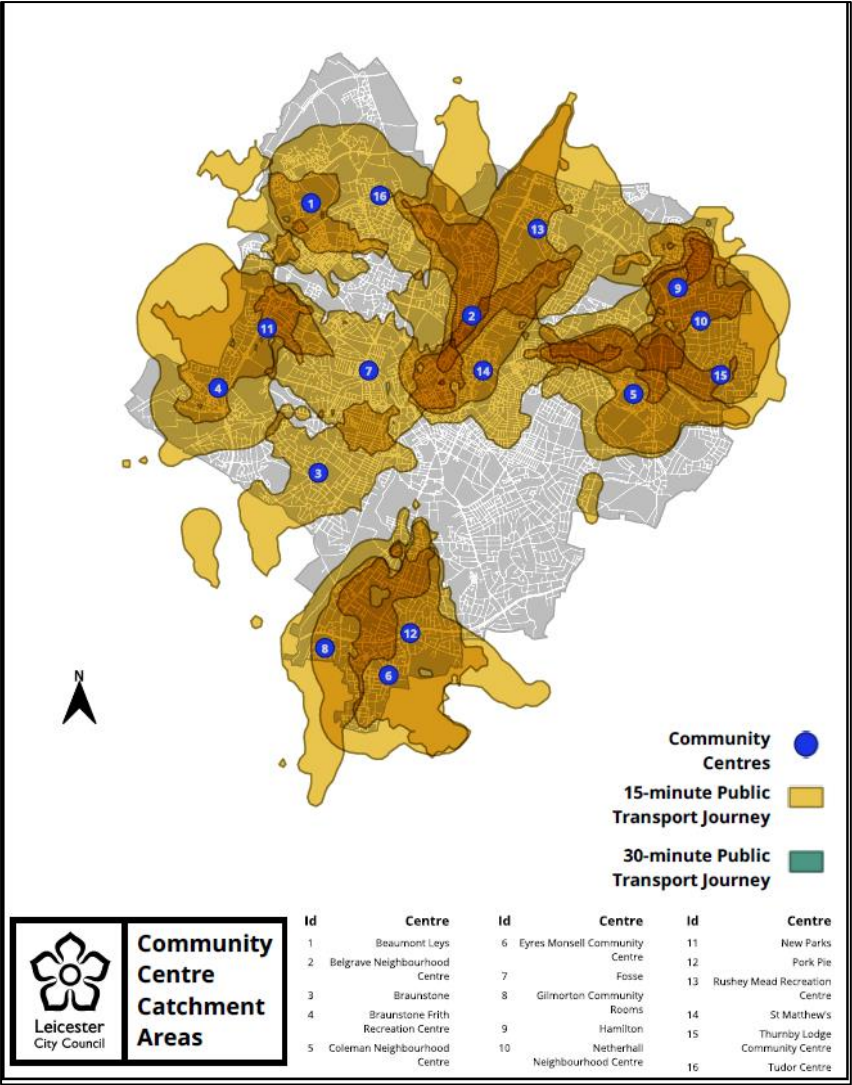 1
16
13
9
2
10
11
7
14
15
4
5
3
12
8
6
N
Community
Centres
15-minute Public
Transport Journey
30-minute Public
Transport Journey
Leicester
City Council
Community
Centre
Catchment
Areas
Id Centre
1 Beaumont Leys
2 Belgrave Neighbourhood
Centre
3 Braunstone
4 Braunstone Frith
Recreation Centre
5 Coleman Neighbourhood
Centre
Id Centre
6 Eyres Monsell Community
Centre
7 Fosse
8 Gilmorton Community
Rooms
9 Hamilton
10 Netherhall
Neighbourhood Centre
Id Centre
11 New Parks
12 Pork Pie
13 Rushey Mead Recreation
Centre
14 St Matthew's
15 Thurnby Lodge
Community Centre
16 Tudor Centre